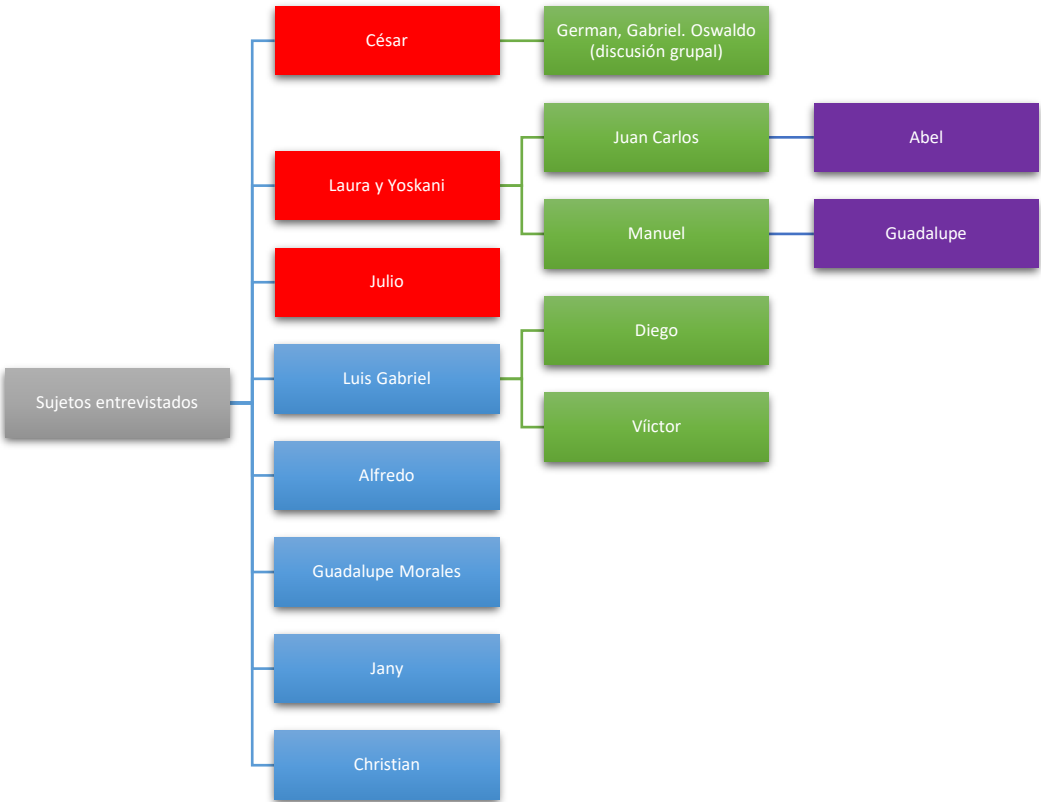 César
German, Gabriel. Oswaldo
(discusión grupal)
Juan Carlos
Abel
Laura y Yoskani
Manuel
Guadalupe
Julio
Diego
Luis Gabriel
Sujetos entrevistados
Víictor
Alfredo
Guadalupe Morales
Jany
Christian